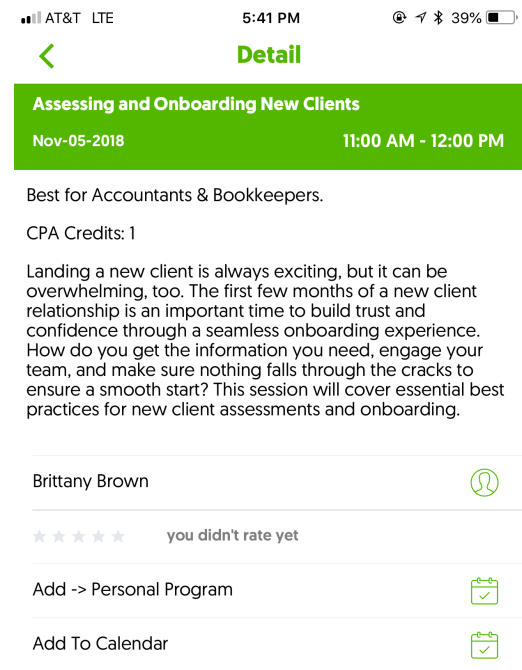 AT&T LTE 5:41 PM 39%
Detail
Assessing and Onboarding New Clients
Nov-05-2018 11:00 AM - 12:00 PM
Best for Accountants & Bookkeepers.
CPA Credits: 1
Landing a new client is always exciting, but it can be
overwhelming, too. The first few months of a new client
relationship is an important time to build trust and
confidence through a seamless onboarding experience.
How do you get the information you need, engage your
team, and make sure nothing falls through the cracks to
ensure a smooth start? This session will cover essential best
practices for new client assessments and onboarding.
Brittany Brown
you didn't rate yet
Add -> Personal Program
Add To Calendar